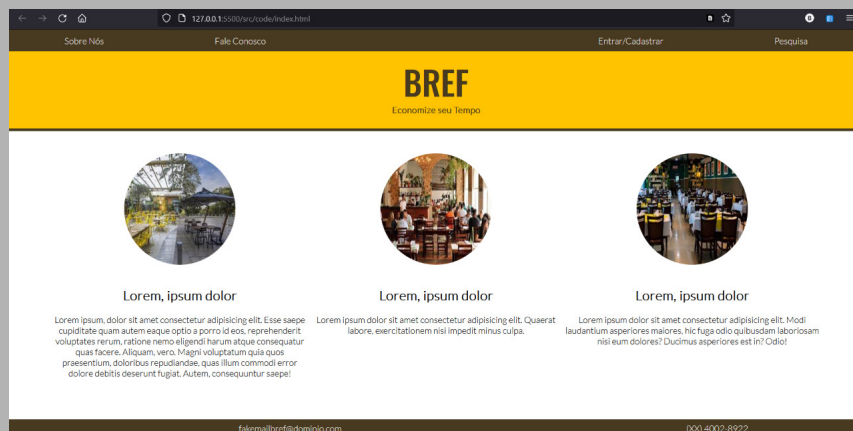 127.0.0.1:5500/src/code/index.html
Sobre Nós Fale Conosco Entrar/Cadastrar Pesquisa
BREF
Economize seu Tempo
Lorem, ipsum dolor
Lorem ipsum, dolor sit amet consectetur adipisicing elit. Esse saepe
cupiditate quam autem eaque optio a porro id eos, reprehenderit
voluptates rerum, ratione nemo eligendi harum atque consequatur
quas facere. Aliquam, vero. Magni voluptatum quia quos
praesentium, doloribus repudiandae, quas illum commodi error
dolore debitis deserunt fugiat. Autem, consequuntur saepe!
Lorem, ipsum dolor
Lorem ipsum dolor sit amet consectetur adipisicing elit. Quaerat
labore, exercitationem nisi impedit minus culpa.
Lorem, ipsum dolor
Lorem ipsum dolor sit amet consectetur adipisicing elit. Modi
laudantium asperiores maiores, hic fuga odio quibusdam laboriosam
nisi eum dolores? Ducimus asperiores est in? Odio!
fakemailbref@dominio.com (XX) 4002-8922